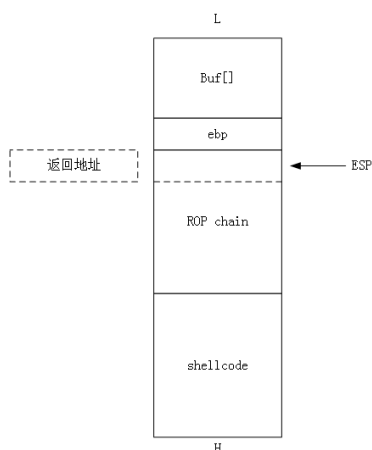 L
Buf[]
ebp
返回地址
ESP
ROP chain
shellcode
H